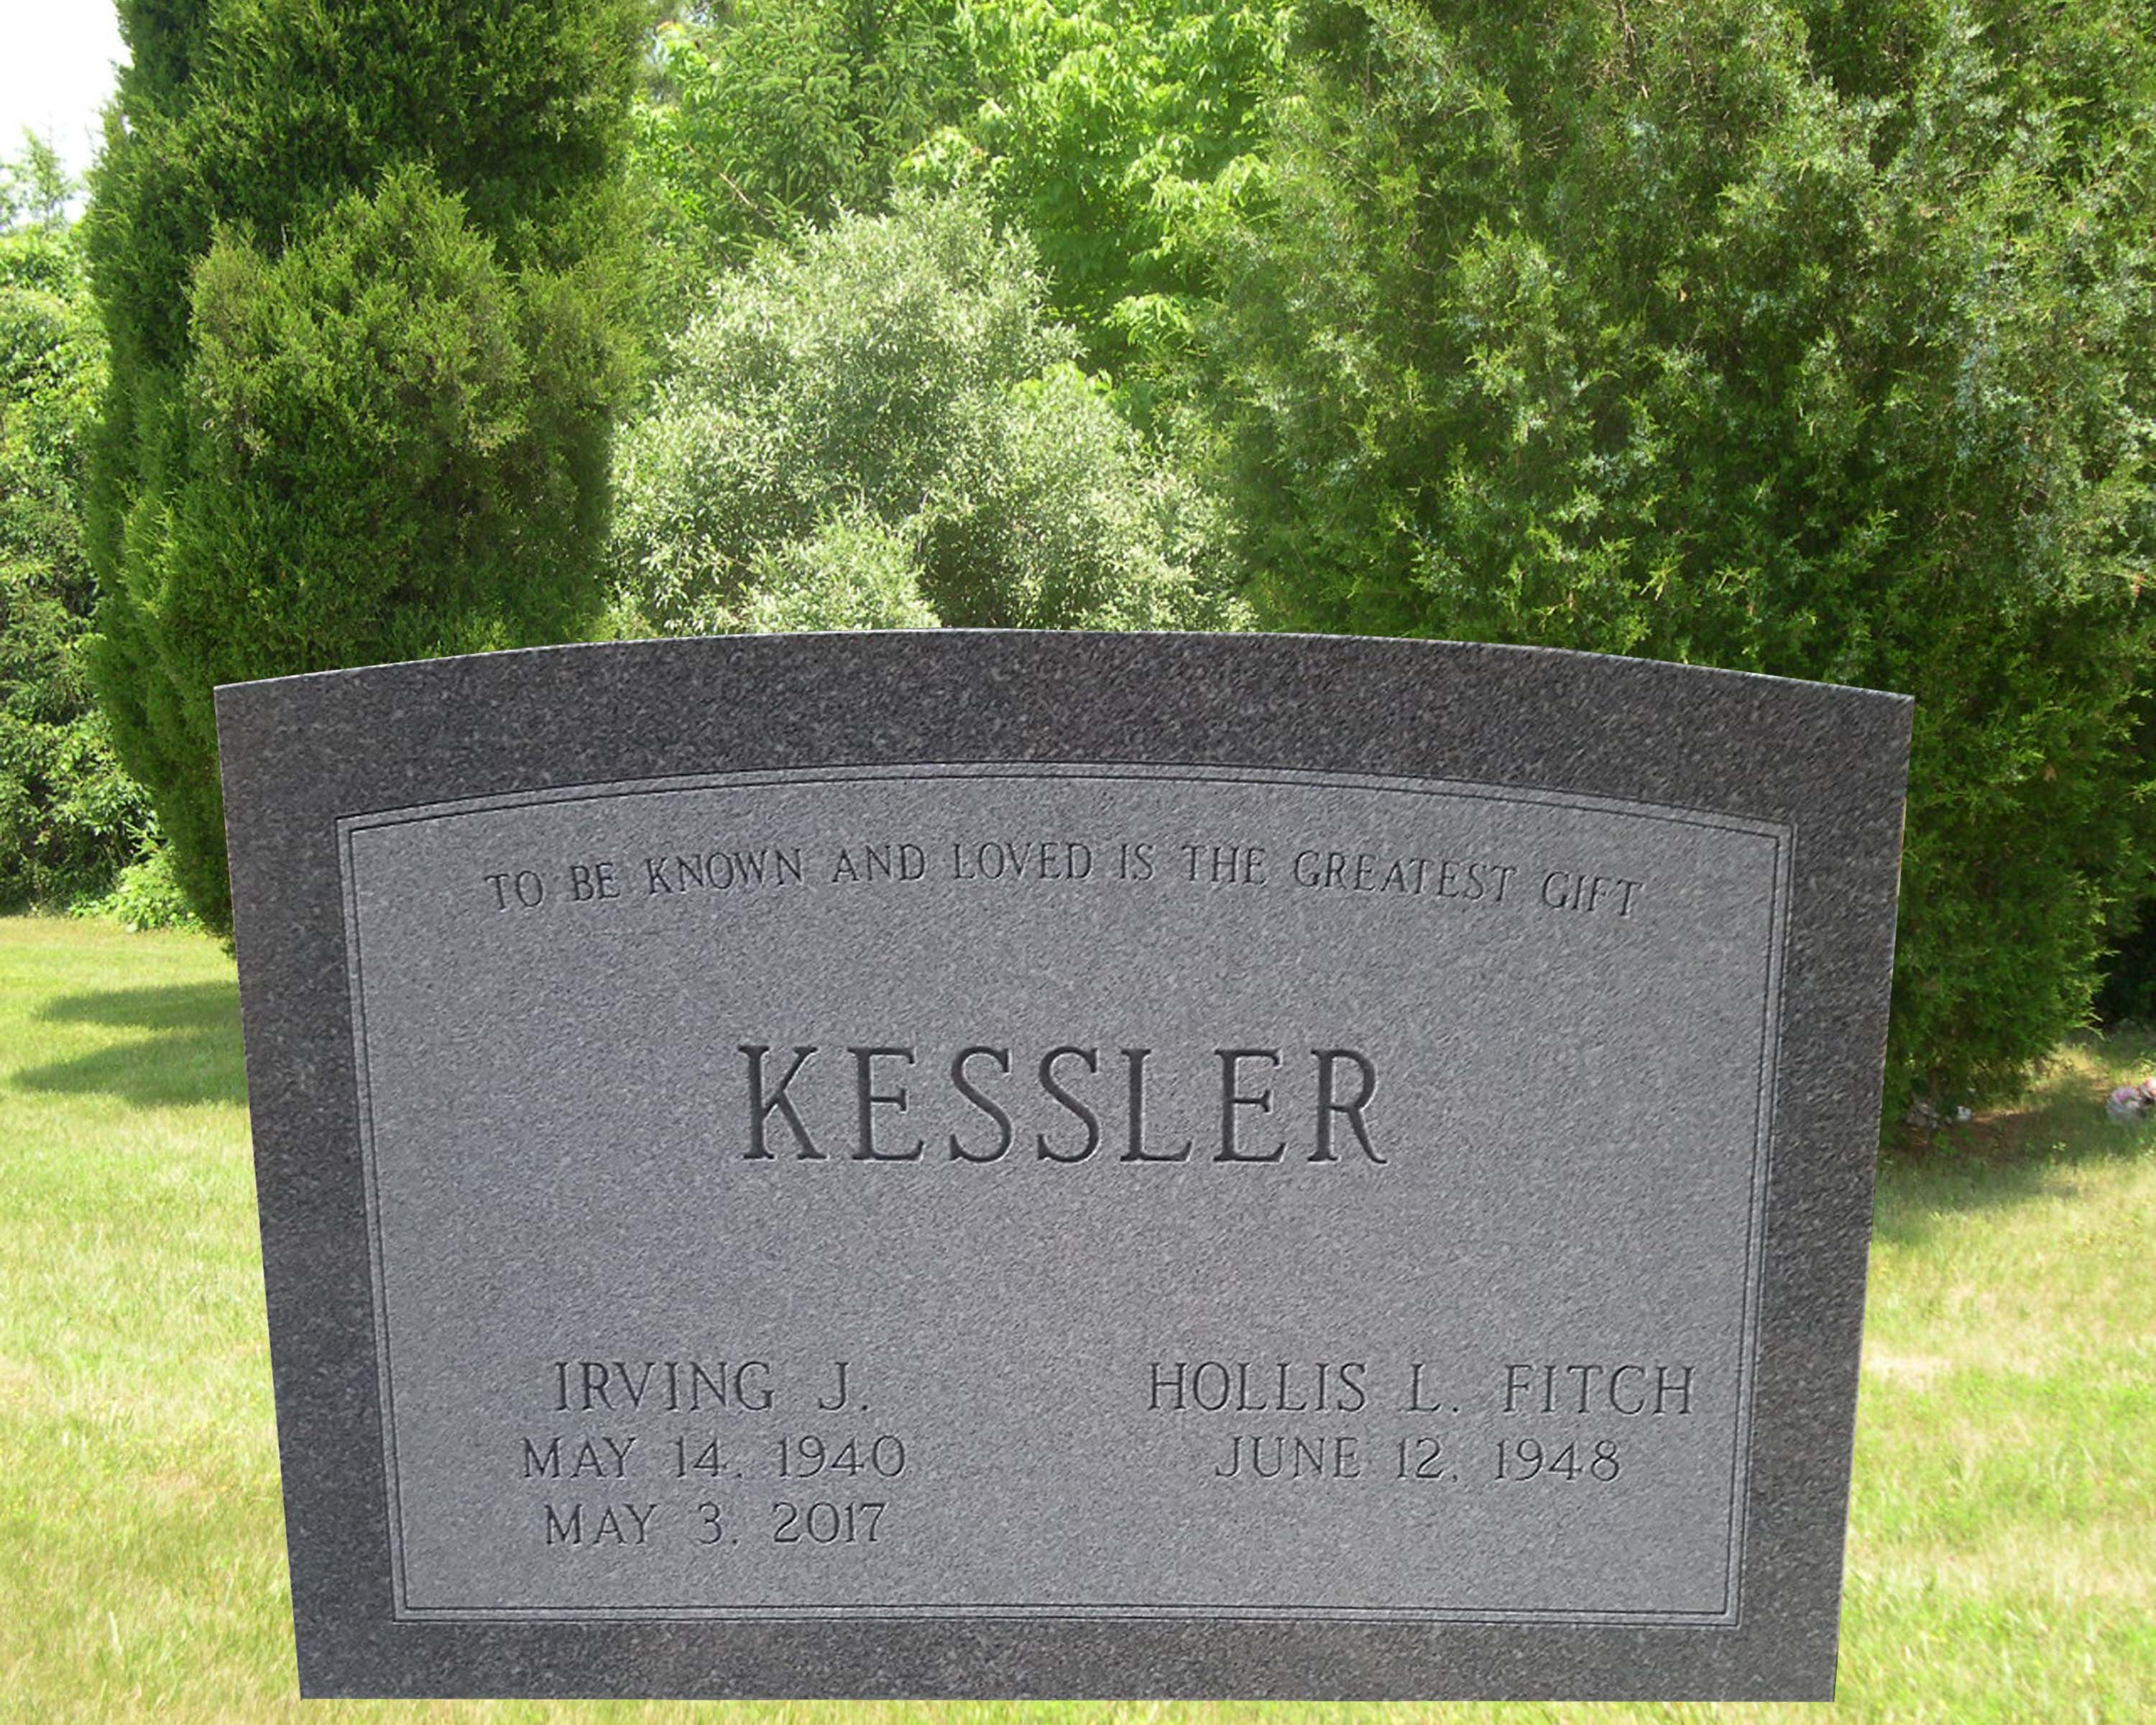 TO BE KNOWN AND LOVED IS THE GREATEST GIFT
KESSLER
IRVING J.
MAY 14, 1940
MAY 3, 2017
HOLLIS L. FITCH
JUNE 12, 1948